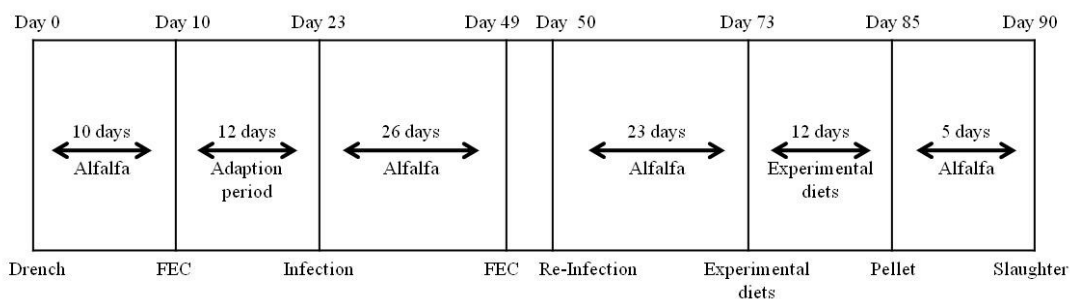 Day 0 Day 10 Day 23 Day 49 Day 50 Day 73 Day 85 Day 90
10 days 12 days 26 days 23 days 12 days 5 days
Alfalfa Adaption Alfalfa Alfalfa Experimental Alfalfa
period diets
Drench FEC Infection FEC Re-Infection Experimental Pellet Slaughter
diets